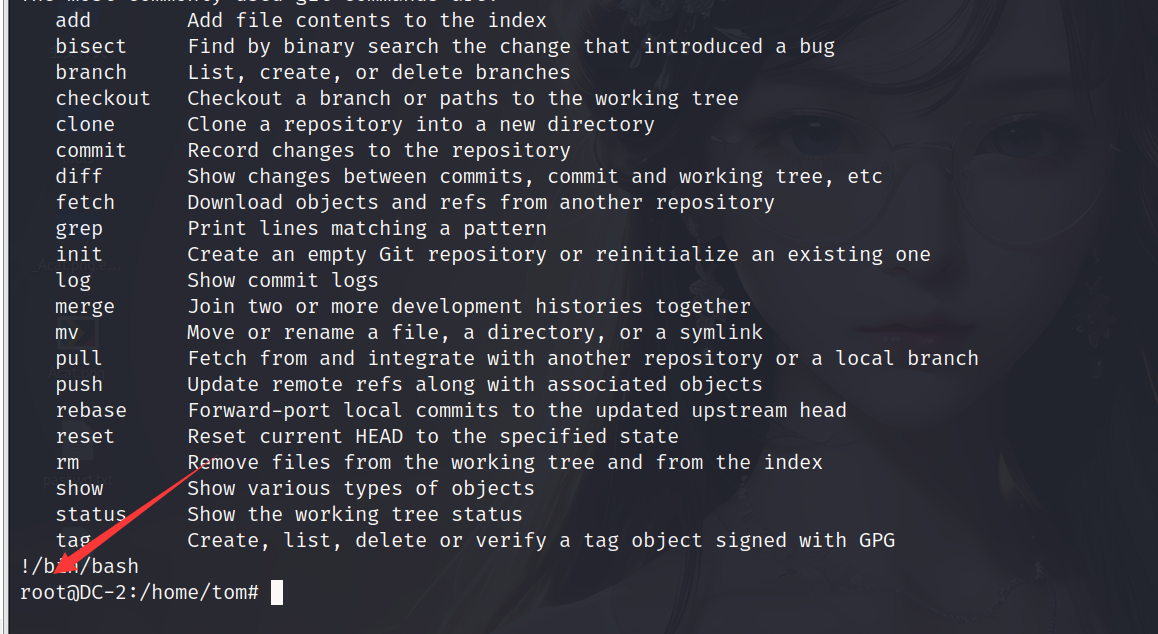 The most commonly used git commands are:
add Add file contents to the index
bisect Find by binary search the change that introduced a bug
branch List, create, or delete branches
checkout Checkout a branch or paths to the working tree
clone Clone a repository into a new directory
commit Record changes to the repository
diff Show changes between commits, commit and working tree, etc
fetch Download objects and refs from another repository
grep Print lines matching a pattern
init Create an empty Git repository or reinitialize an existing one
log Show commit logs
merge Join two or more development histories together
mv Move or rename a file, a directory, or a symlink
pull Fetch from and integrate with another repository or a local branch
push Update remote refs along with associated objects
rebase Forward-port local commits to the updated upstream head
reset Reset current HEAD to the specified state
rm Remove files from the working tree and from the index
show Show various types of objects
status Show the working tree status
tag Create, list, delete or verify a tag object signed with GPG
!/bin/bash
root@DC-2:/home/tom#